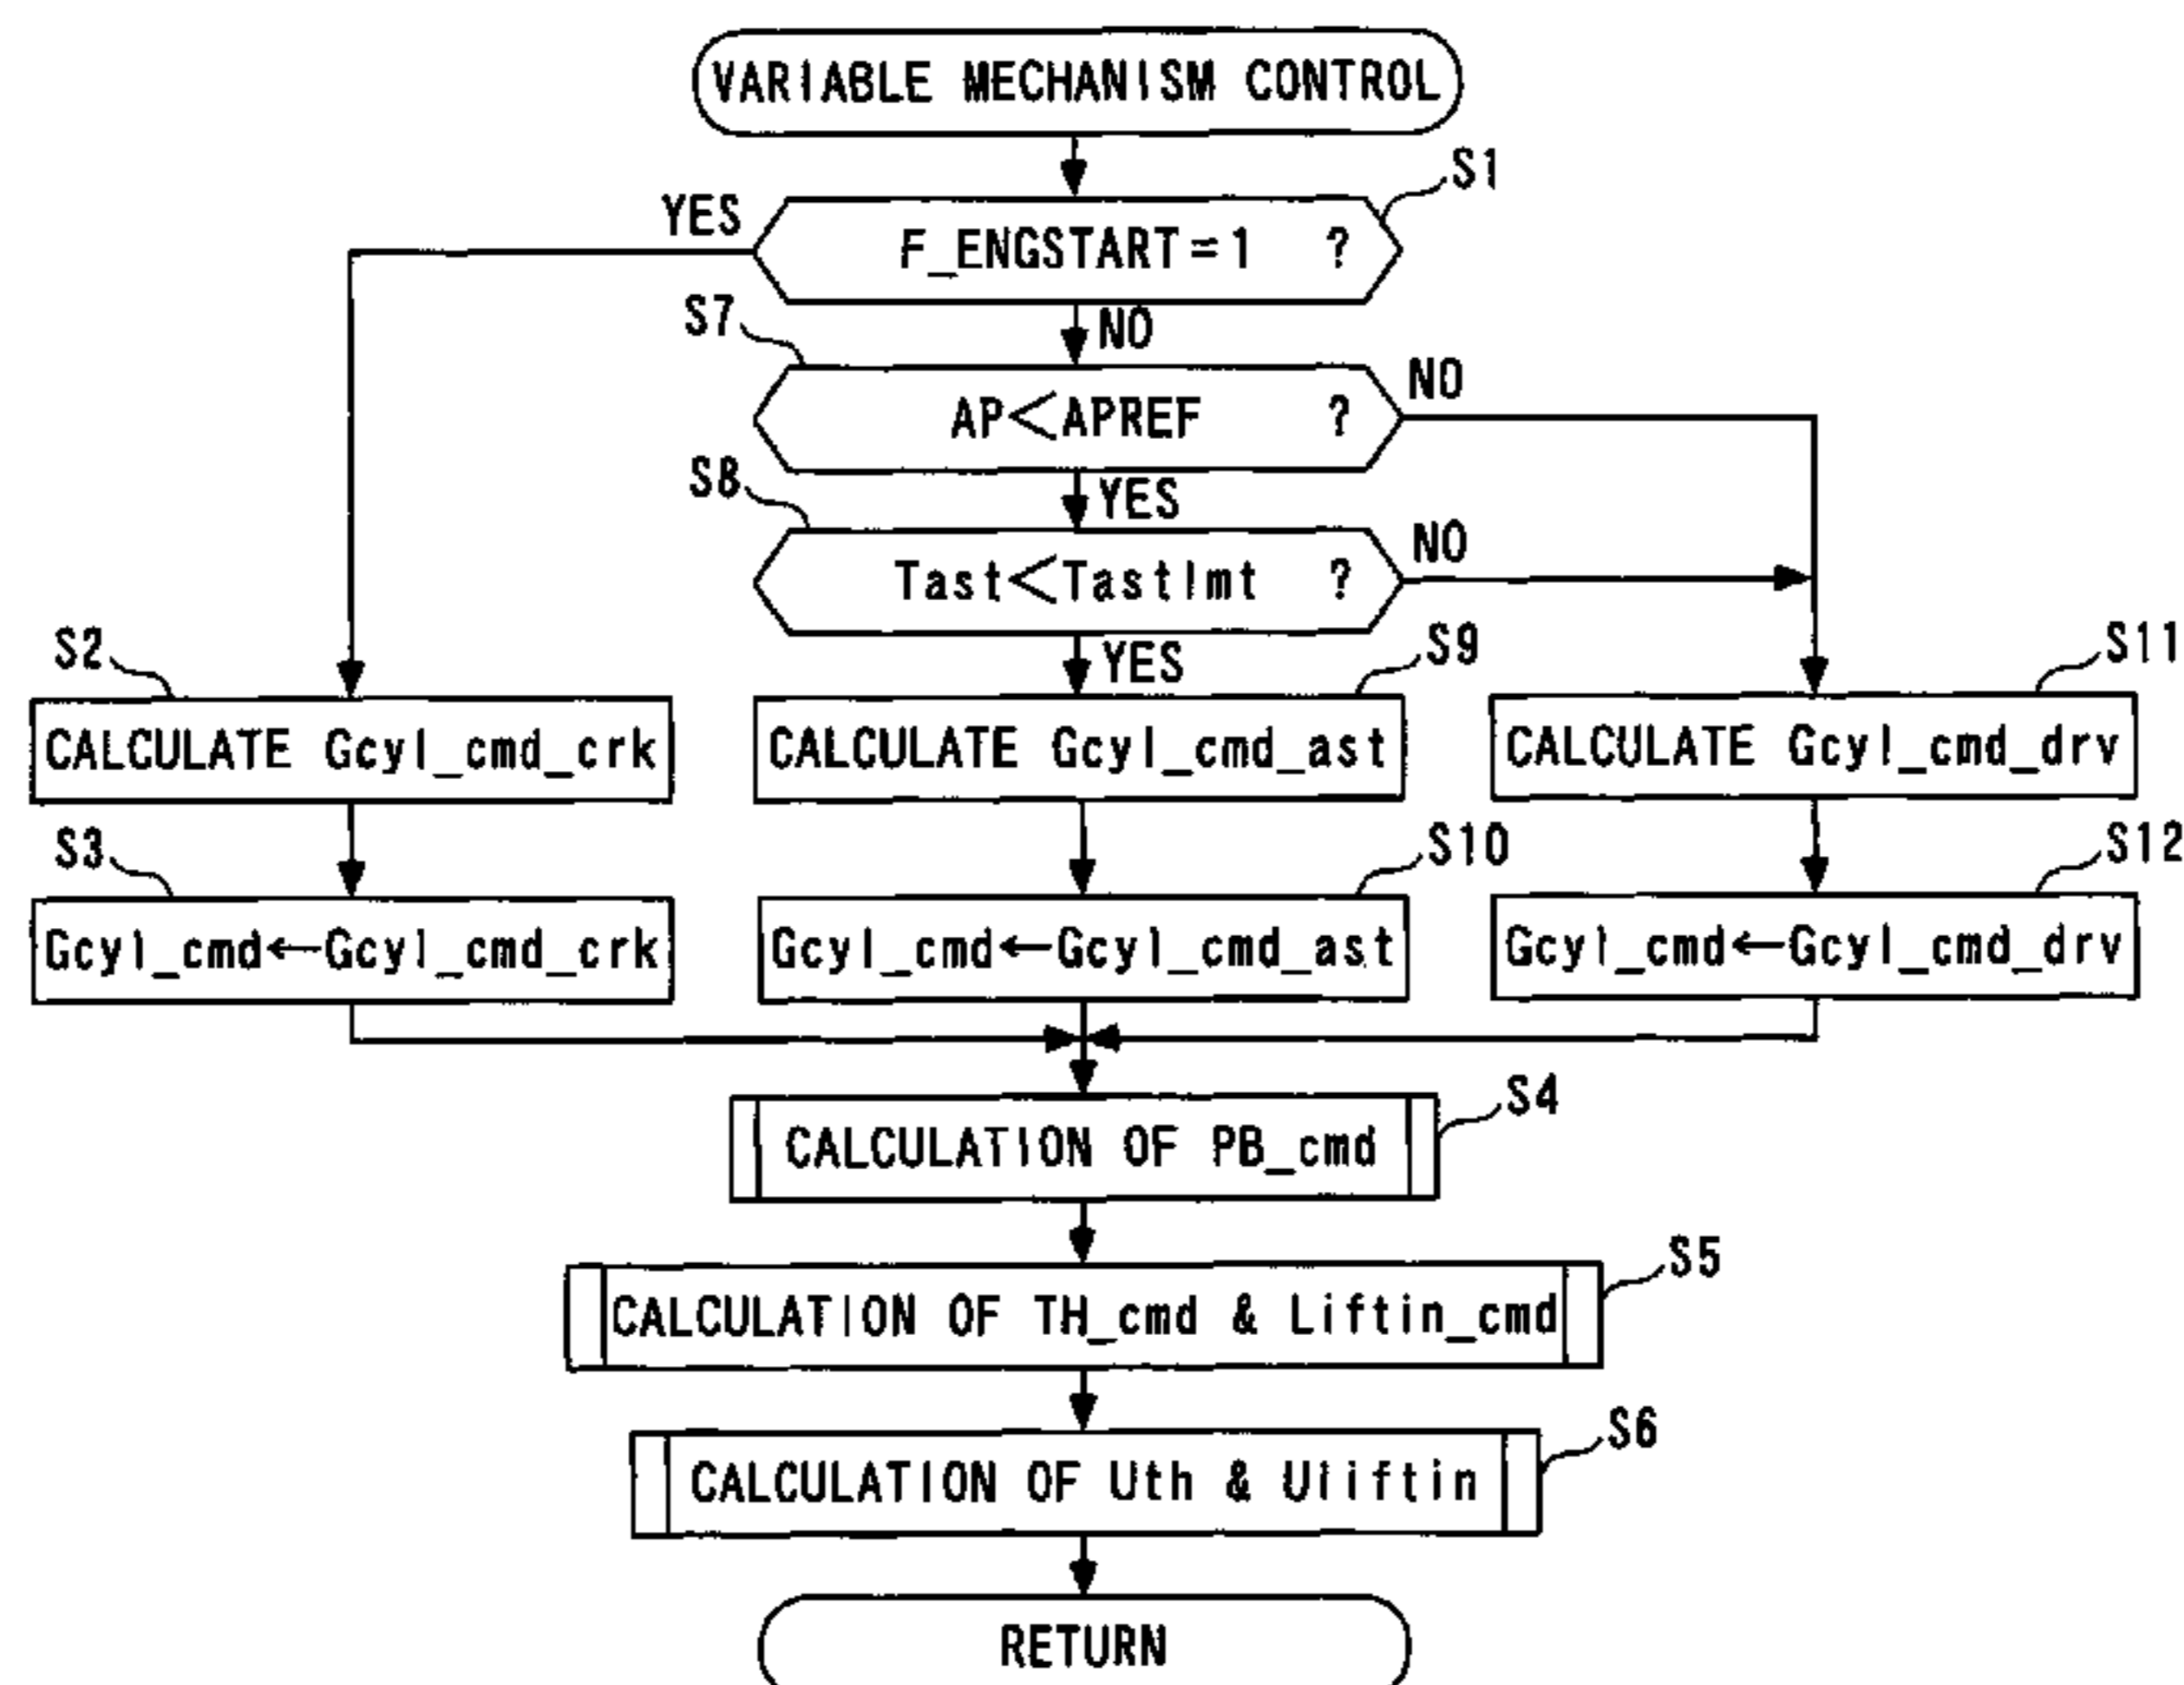 VARIABLE MECHANISM CONTROL
S1
YES
F_ENGSTART=1 ?
S7
NO
AP<APREF ?
NO
S8
YES
Tast<Tastlmt ?
NO
S2
YES
S9
S11
CALCULATE Gcyl_cmd_crk
CALCULATE Gcyl_cmd_ast
CALCULATE Gcyl_cmd_drv
S3
S10
S12
Gcyl_cmd←Gcyl_cmd_crk
Gcyl_cmd←Gcyl_cmd_ast
Gcyl_cmd←Gcyl_cmd_drv
S4
CALCULATION OF PB_cmd
S5
CALCULATION OF TH_cmd & Liftin_cmd
S6
CALCULATION OF Uth & Uliftin
RETURN